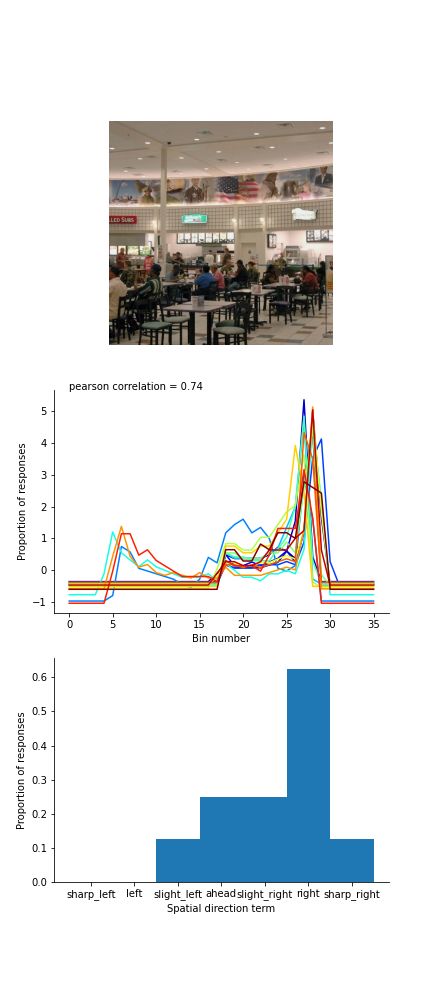 LLED SUBS
pearson correlation = 0.74
Proportion of responses
5
4
3
2
1
0
−1
0 5 10 15 20 25 30 35
Bin number
Proportion of responses
0.6
0.5
0.4
0.3
0.2
0.1
0.0
sharp_left left slight_left ahead slight_right right sharp_right
Spatial direction term